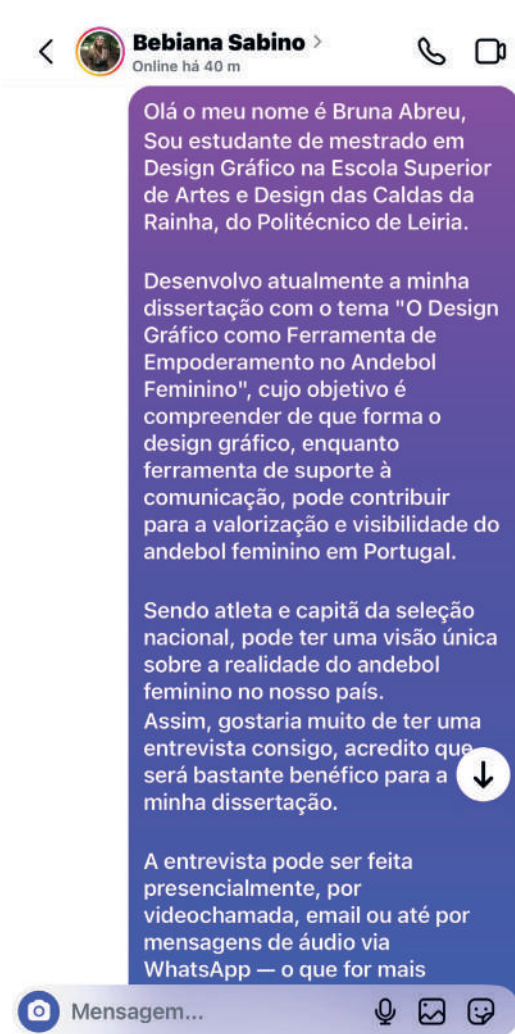 Bebiana Sabino >
Online há 40 m
Olá o meu nome é Bruna Abreu,
Sou estudante de mestrado em
Design Gráfico na Escola Superior
de Artes e Design das Caldas da
Rainha, do Politécnico de Leiria.
Desenvolvo atualmente a minha
dissertação com o tema "O Design
Gráfico como Ferramenta de
Empoderamento no Andebol
Feminino", cujo objetivo é
compreender de que forma o
design gráfico, enquanto
ferramenta de suporte à
comunicação, pode contribuir
para a valorização e visibilidade do
andebol feminino em Portugal.
Sendo atleta e capitã da seleção
nacional, pode ter uma visão única
sobre a realidade do andebol
feminino no nosso país.
Assim, gostaria muito de ter uma
entrevista consigo, acredito que
será bastante benéfico para a
minha dissertação.
A entrevista pode ser feita
presencialmente, por
videochamada, email ou até por
mensagens de áudio via
WhatsApp — o que for mais
Mensagem...